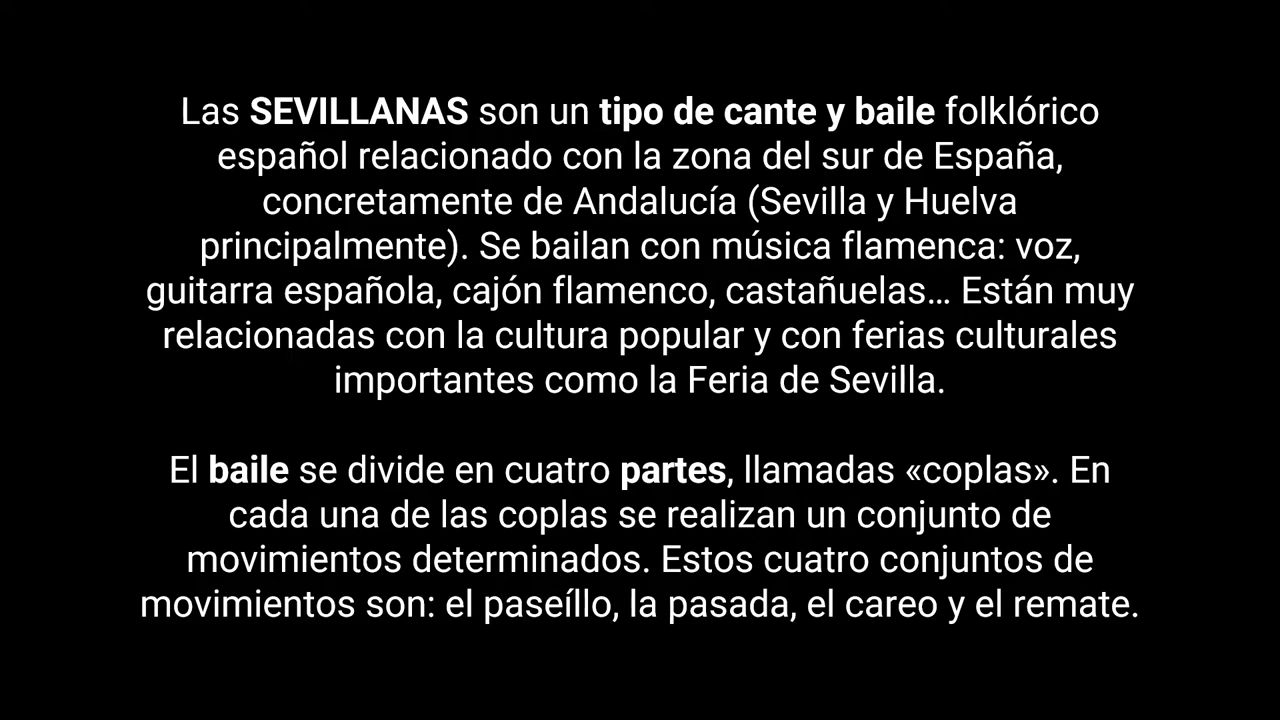 Las SEVILLANAS son un tipo de cante y baile folklórico
español relacionado con la zona del sur de España,
concretamente de Andalucía (Sevilla y Huelva
principalmente). Se bailan con música flamenca: voz,
guitarra española, cajón flamenco, castañuelas… Están muy
relacionadas con la cultura popular y con ferias culturales
importantes como la Feria de Sevilla.
El baile se divide en cuatro partes, llamadas «coplas». En
cada una de las coplas se realizan un conjunto de
movimientos determinados. Estos cuatro conjuntos de
movimientos son: el paseíllo, la pasada, el careo y el remate.